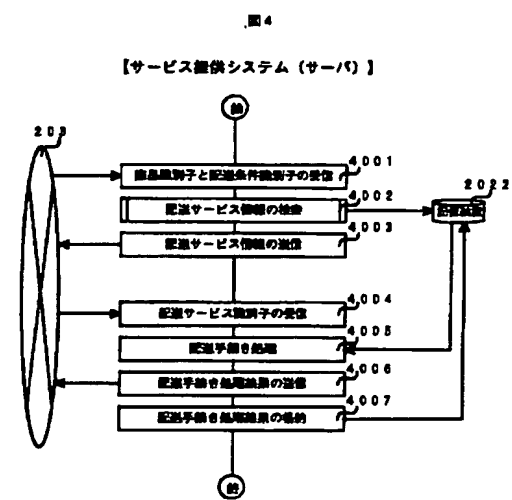 図4
【サービス提供システム（サーバ）】
始
203
商品識別子と配送条件識別子の受信
4001
配送サービス情報の検索
4002
2022
記憶装置
配送サービス情報の送信
4003
配送サービス識別子の受信
4004
配送手続き処理
4005
配送手続き処理結果の送信
4006
配送手続き処理結果の格納
4007
終